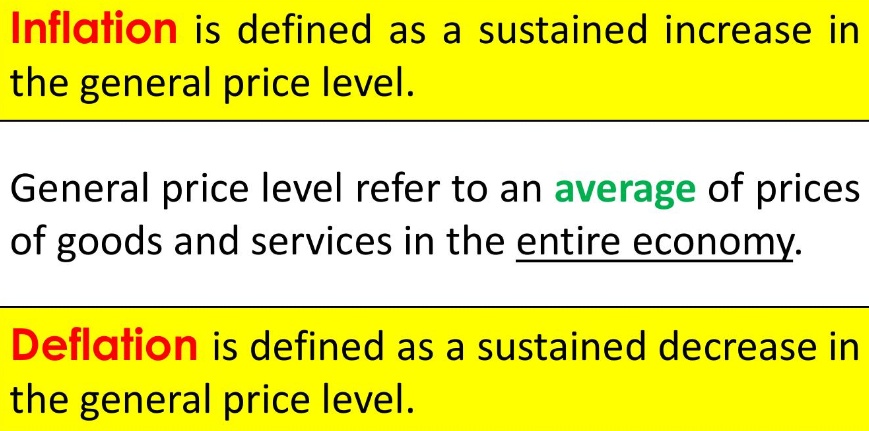 Inflation is defined as a sustained increase in
the general price level.
General price level refer to an average of prices
of goods and services in the entire economy.
Deflation is defined as a sustained decrease in
the general price level.